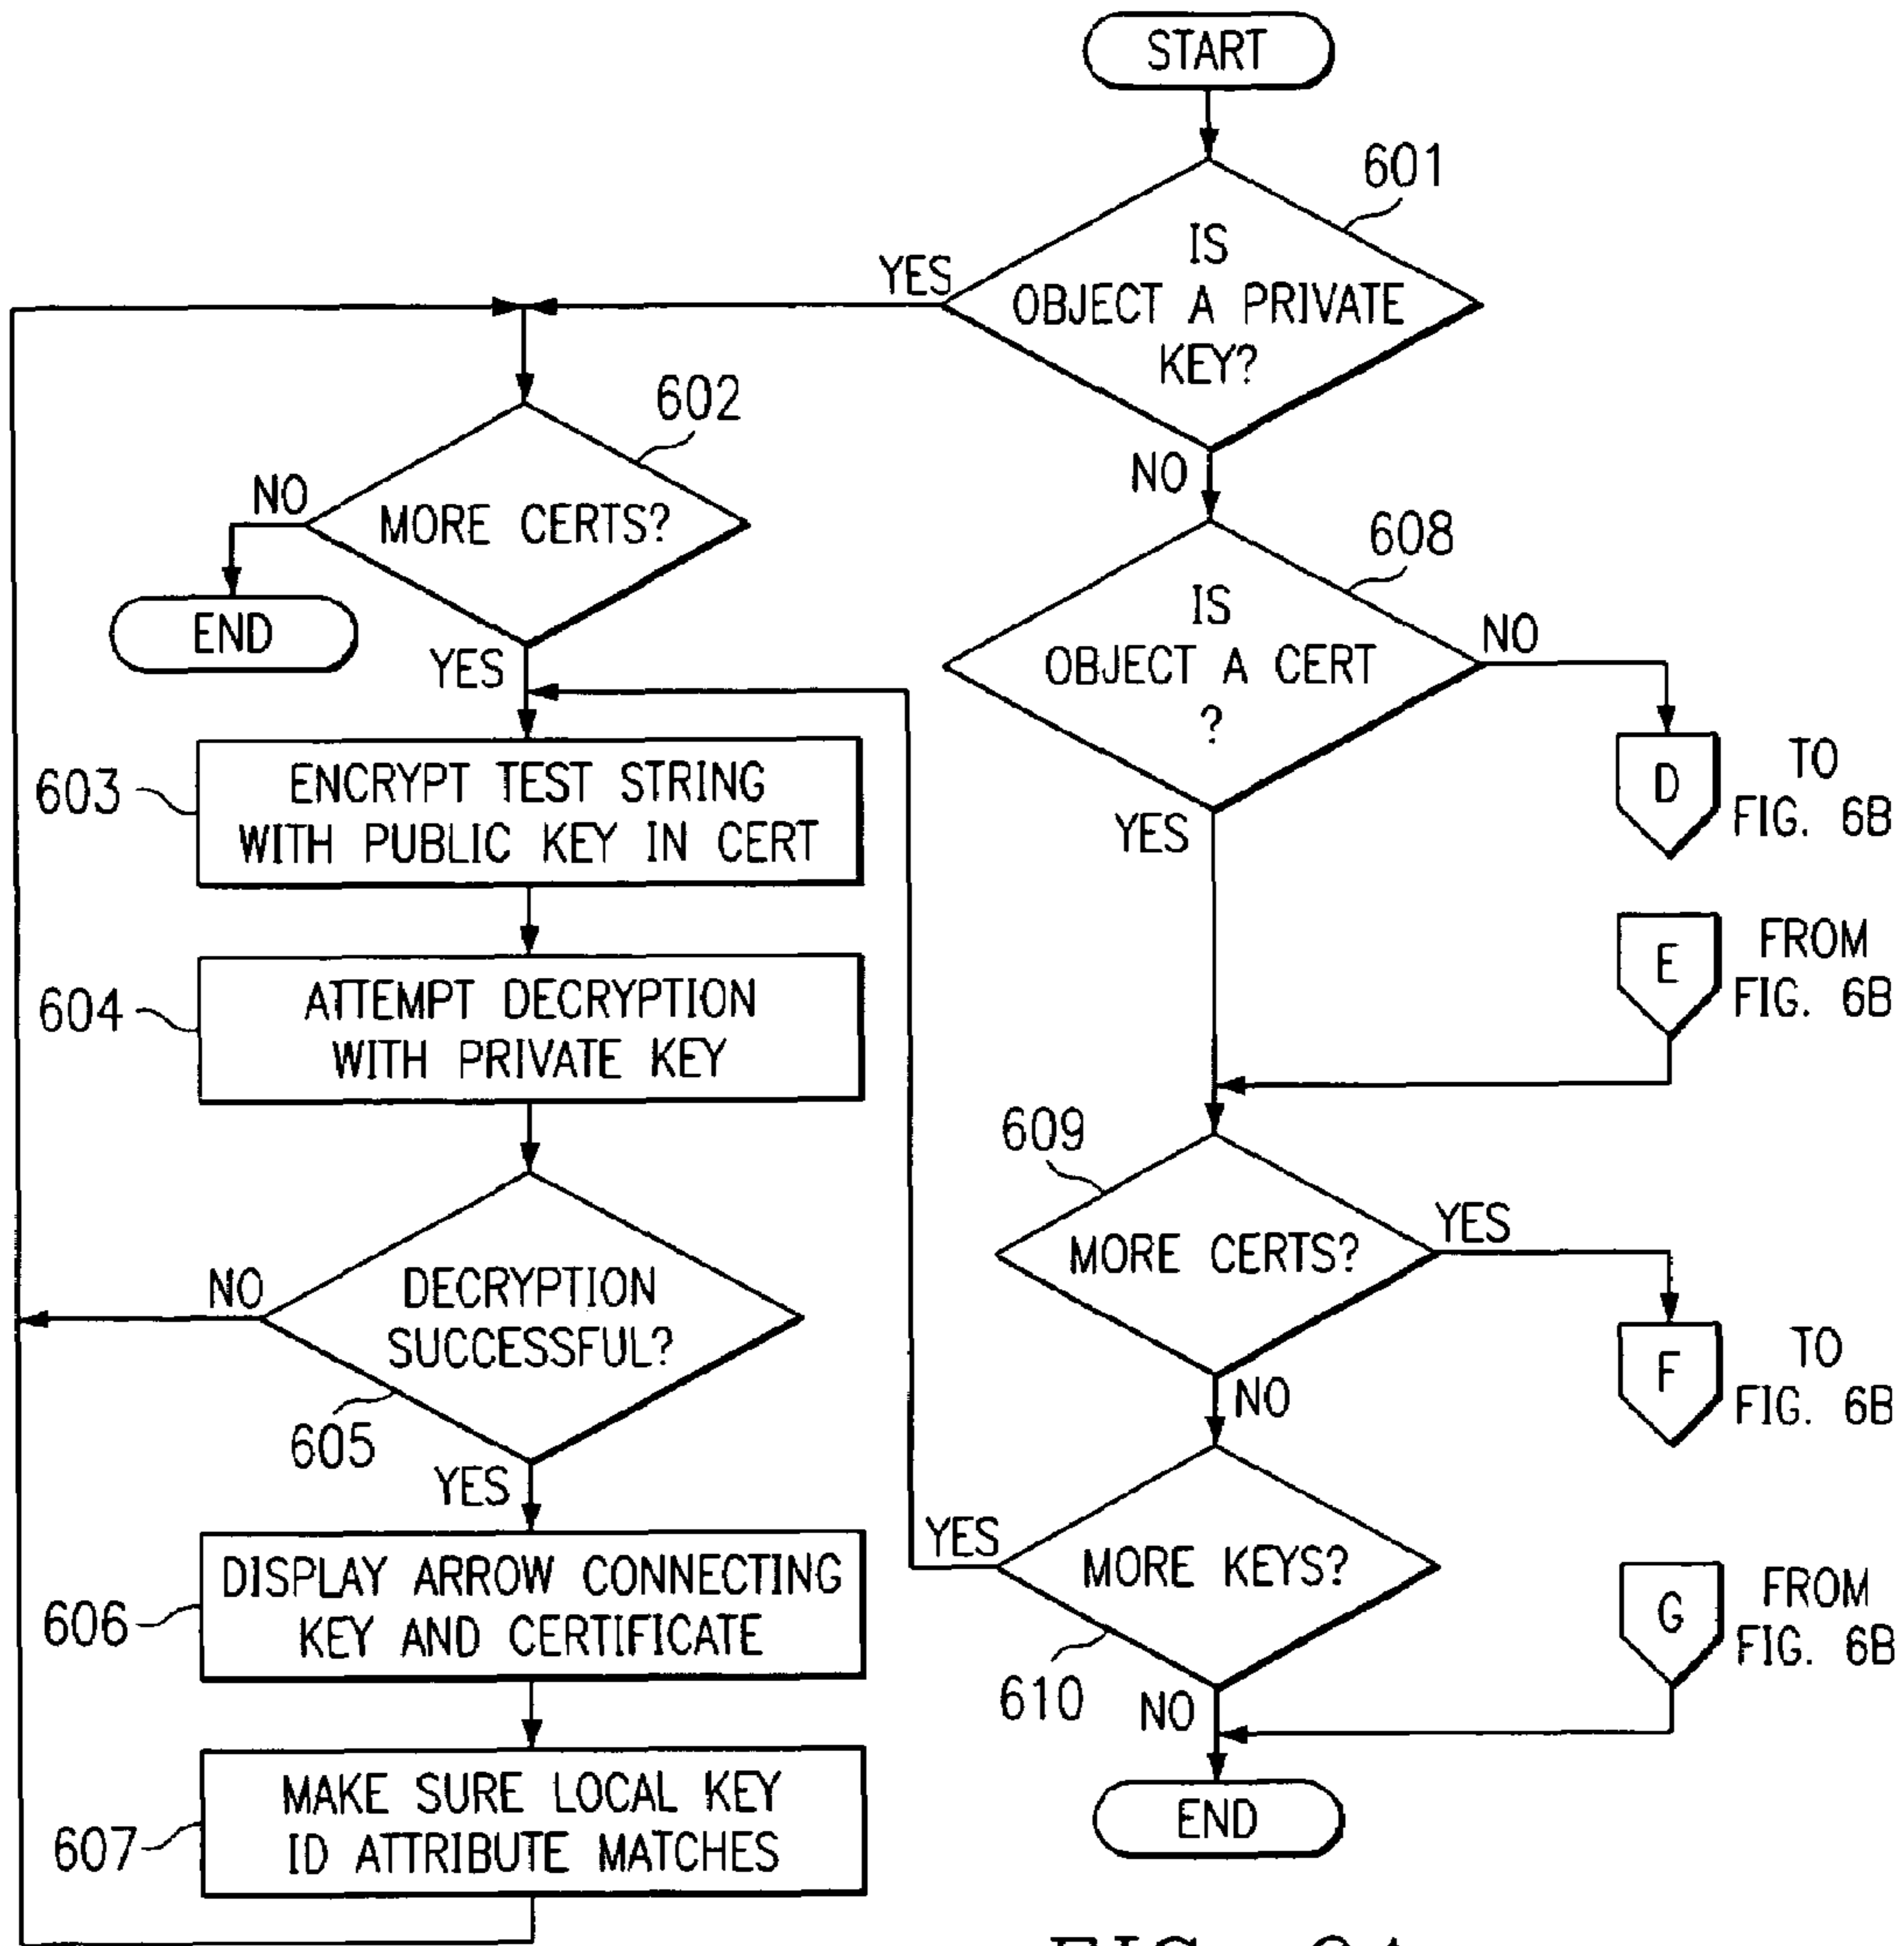 START
601
IS
OBJECT A PRIVATE
KEY?
YES
NO
602
MORE CERTS?
NO
END
YES
603
ENCRYPT TEST STRING
WITH PUBLIC KEY IN CERT
604
ATTEMPT DECRYPTION
WITH PRIVATE KEY
DECRYPTION
SUCCESSFUL?
NO
605
YES
606
DISPLAY ARROW CONNECTING
KEY AND CERTIFICATE
607
MAKE SURE LOCAL KEY
ID ATTRIBUTE MATCHES
608
IS
OBJECT A CERT
?
NO
D
TO
FIG. 6B
YES
E
FROM
FIG. 6B
609
MORE CERTS?
YES
F
TO
FIG. 6B
NO
MORE KEYS?
YES
610
NO
G
FROM
FIG. 6B
END